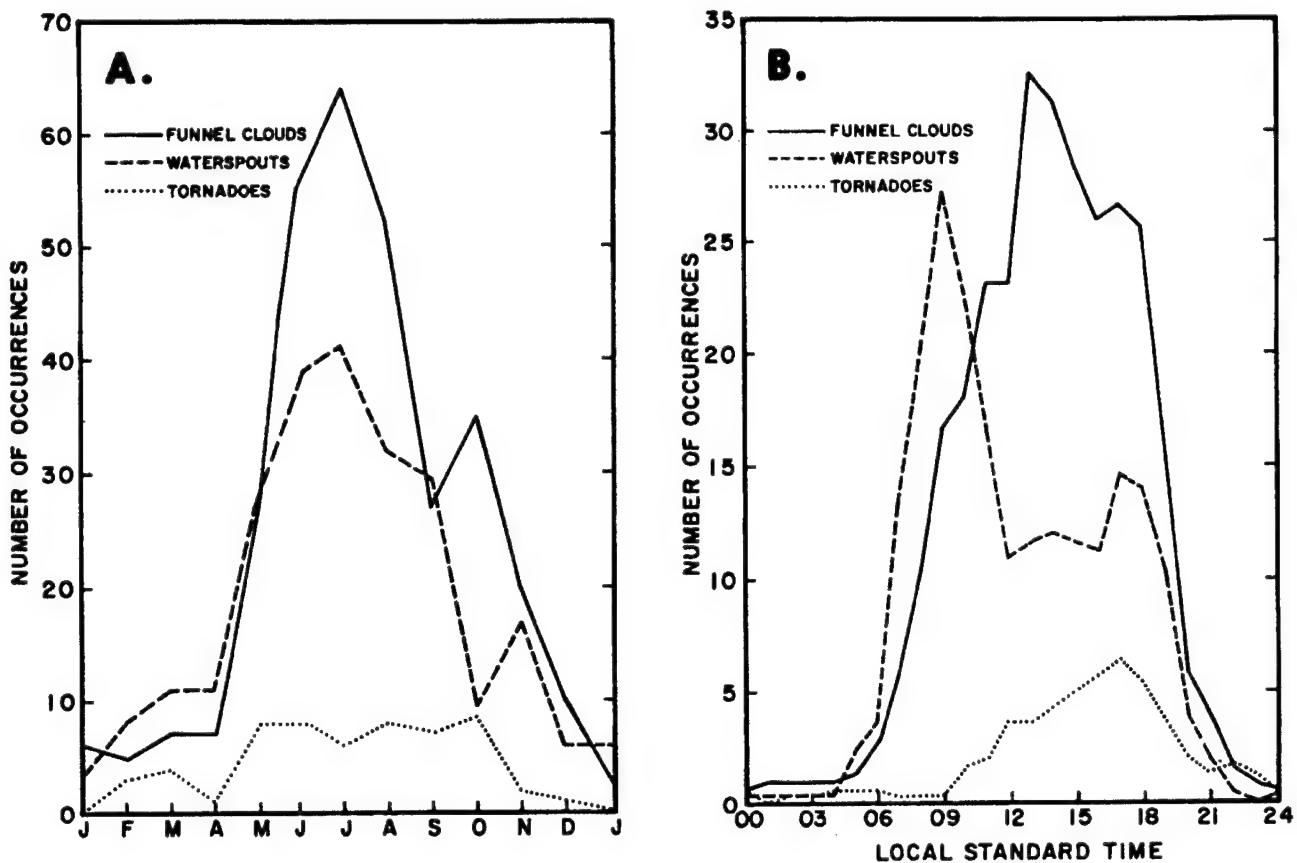 A.
FUNNEL CLOUDS
WATERSPOUTS
TORNADOES
NUMBER OF OCCURRENCES
70
60
50
40
30
20
10
0
J F M A M J J A S O N D J
B.
FUNNEL CLOUDS
WATERSPOUTS
TORNADOES
NUMBER OF OCCURRENCES
35
30
25
20
15
10
5
0
00 03 06 09 12 15 18 21 24
LOCAL STANDARD TIME